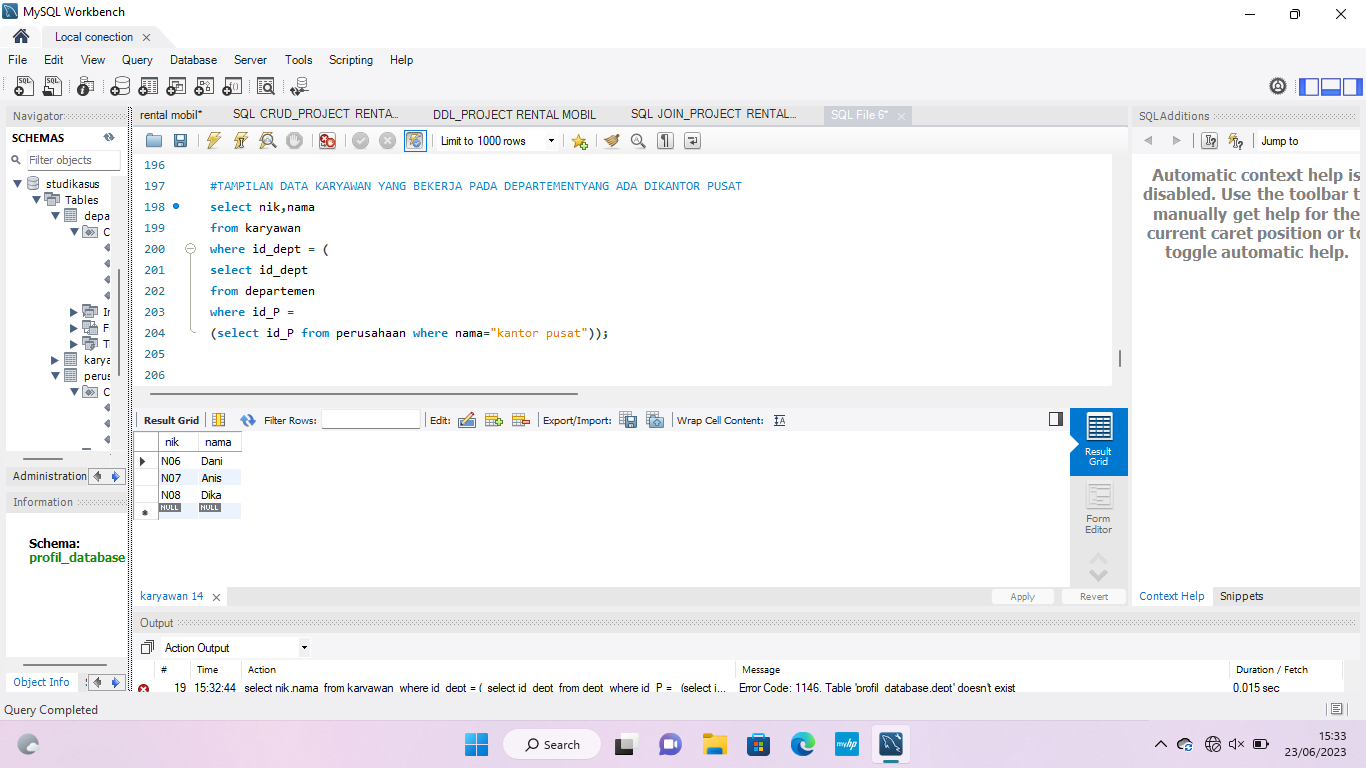 MySQL Workbench
Local conection
File Edit View Query Database Server Tools Scripting Help
Navigator
SCHEMAS
Filter objects
studikasus
Tables
depa
C
In
F
T
karya
perus
C
Administration
Information
Schema:
profil_database
Object Info
rental mobil*
SQL CRUD_PROJECT RENTA...
DDL_PROJECT RENTAL MOBIL
SQL JOIN_PROJECT RENTAL...
SQL File 6*
Limit to 1000 rows
196
197 #TAMPILAN DATA KARYAWAN YANG BEKERJA PADA DEPARTEMENTYANG ADA DIKANTOR PUSAT
198 select nik,nama
199 from karyawan
200 where id_dept = (
201 select id_dept
202 from departemen
203 where id_P =
204 (select id_P from perusahaan where nama="kantor pusat"));
205
206
Result Grid Filter Rows: Edit: Export/Import: Wrap Cell Content:
nik nama
N06 Dani
N07 Anis
N08 Dika
NULL NULL
Result
Grid
Form
Editor
karyawan 14
Apply Revert
SQLAdditions
Jump to
Automatic context help is
disabled. Use the toolbar t
manually get help for the
current caret position or to
toggle automatic help.
Context Help Snippets
Output
Action Output
# Time Action Message Duration / Fetch
19 15:32:44 select nik,nama from karyawan where id_dept = ( select id_dept from dept where id_P = (select i... Error Code: 1146. Table 'profil_database.dept' doesn't exist 0.015 sec
Query Completed
Search
myhp
15:33
23/06/2023